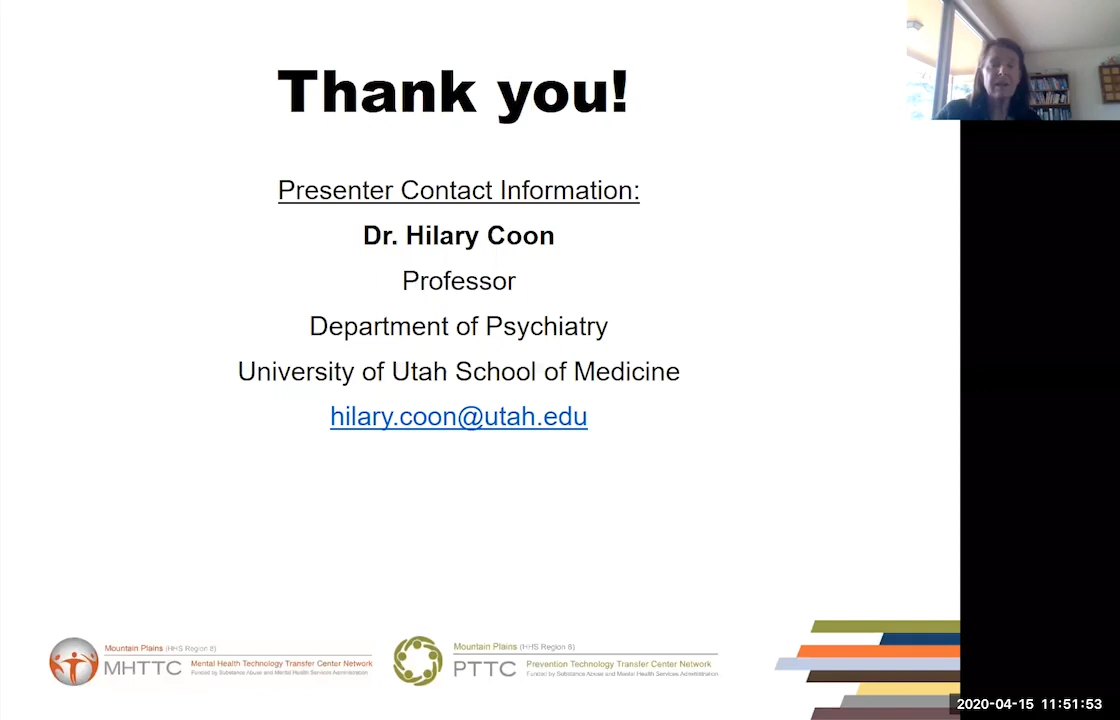 Thank you!
Presenter Contact Information:
Dr. Hilary Coon
Professor
Department of Psychiatry
University of Utah School of Medicine
hilary.coon@utah.edu
Mountain Plains (HHS Region 8)
MHTTC Mental Health Technology Transfer Center Network
Funded by Substance Abuse and Mental Health Services Administration
Mountain Plains (HHS Region 8)
PTTC Prevention Technology Transfer Center Network
Funded by Substance Abuse and Mental Health Services Administration
2020-04-15 11:51:53